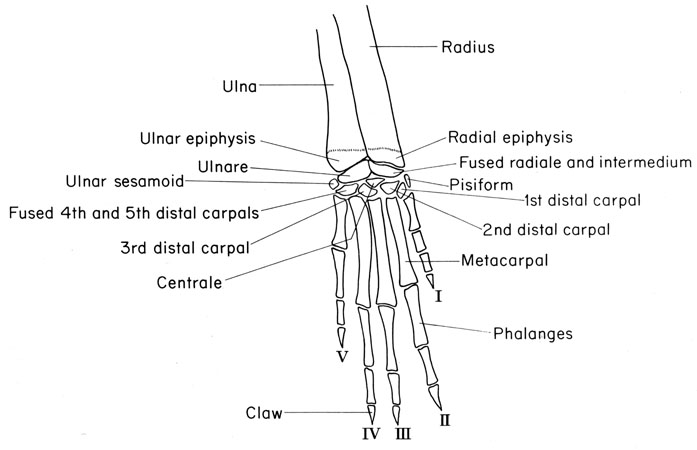 Radius
Ulna
Ulnar epiphysis
Radial epiphysis
Ulnare
Fused radiale and intermedium
Ulnar sesamoid
Pisiform
1st distal carpal
Fused 4th and 5th distal carpals
2nd distal carpal
3rd distal carpal
Metacarpal
Centrale
I
Phalanges
V
Claw
II
IV
III